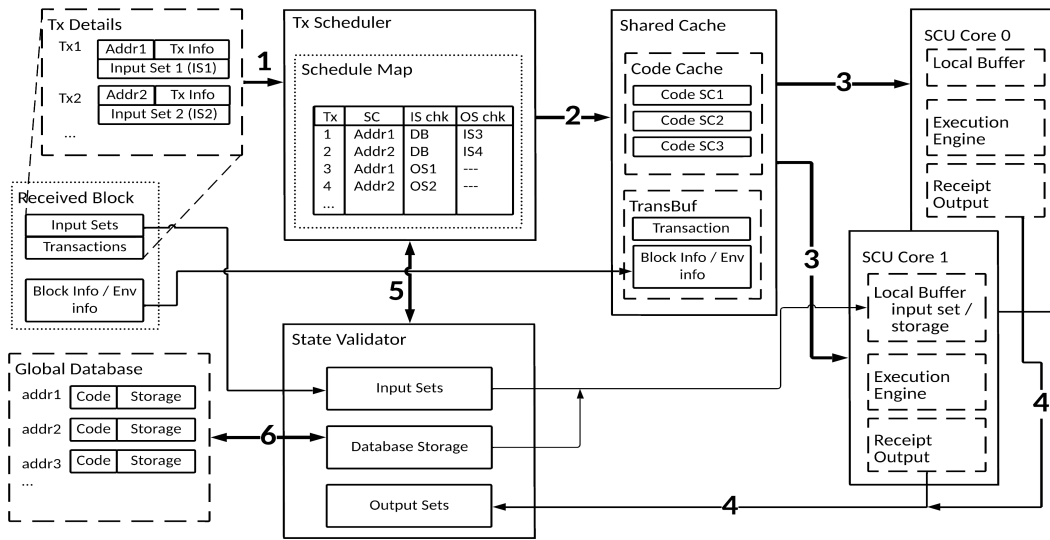 Tx Details
Tx1
Addr1 Tx Info
Input Set 1 (IS1)
Tx2
Addr2 Tx Info
Input Set 2 (IS2)
...
Received Block
Input Sets
Transactions
Block Info / Env
info
Global Database
addr1 Code Storage
addr2 Code Storage
addr3 Code Storage
...
1
Tx Scheduler
Schedule Map
Tx SC IS chk OS chk
1 Addr1 DB IS3
2 Addr2 DB IS4
3 Addr1 OS1 ---
4 Addr2 OS2 ---
...
5
State Validator
Input Sets
Database Storage
Output Sets
6
2
Shared Cache
Code Cache
Code SC1
Code SC2
Code SC3
TransBuf
Transaction
Block Info / Env
info
3
3
SCU Core 0
Local Buffer
Execution
Engine
Receipt
Output
SCU Core 1
Local Buffer
input set /
storage
Execution
Engine
Receipt
Output
4
4